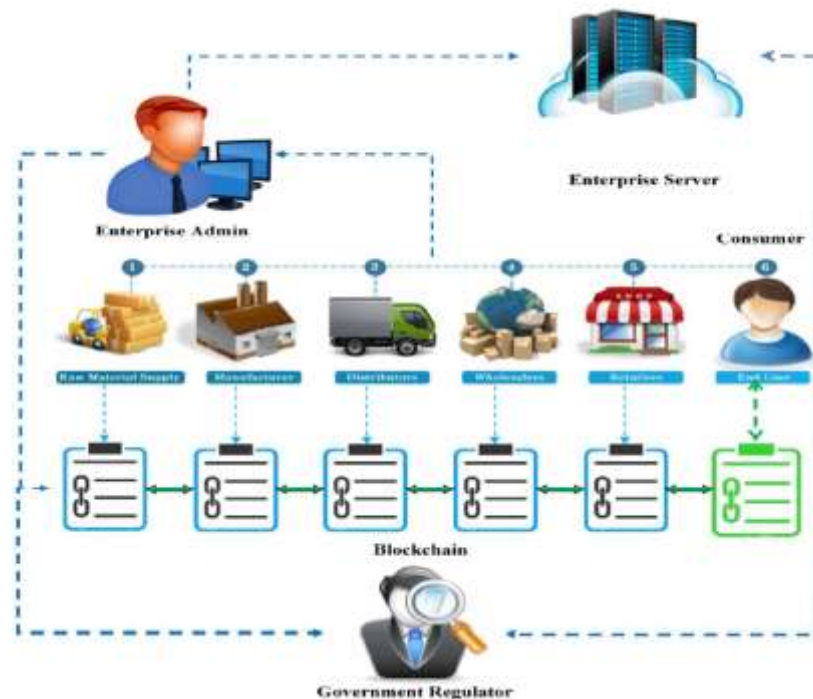 Enterprise Server
Enterprise Admin
Consumer
1 2 3 4 5 6
SHOP
Raw Material Supply Manufacturer Distributors Wholesalers Retailers End User
Blockchain
Government Regulator